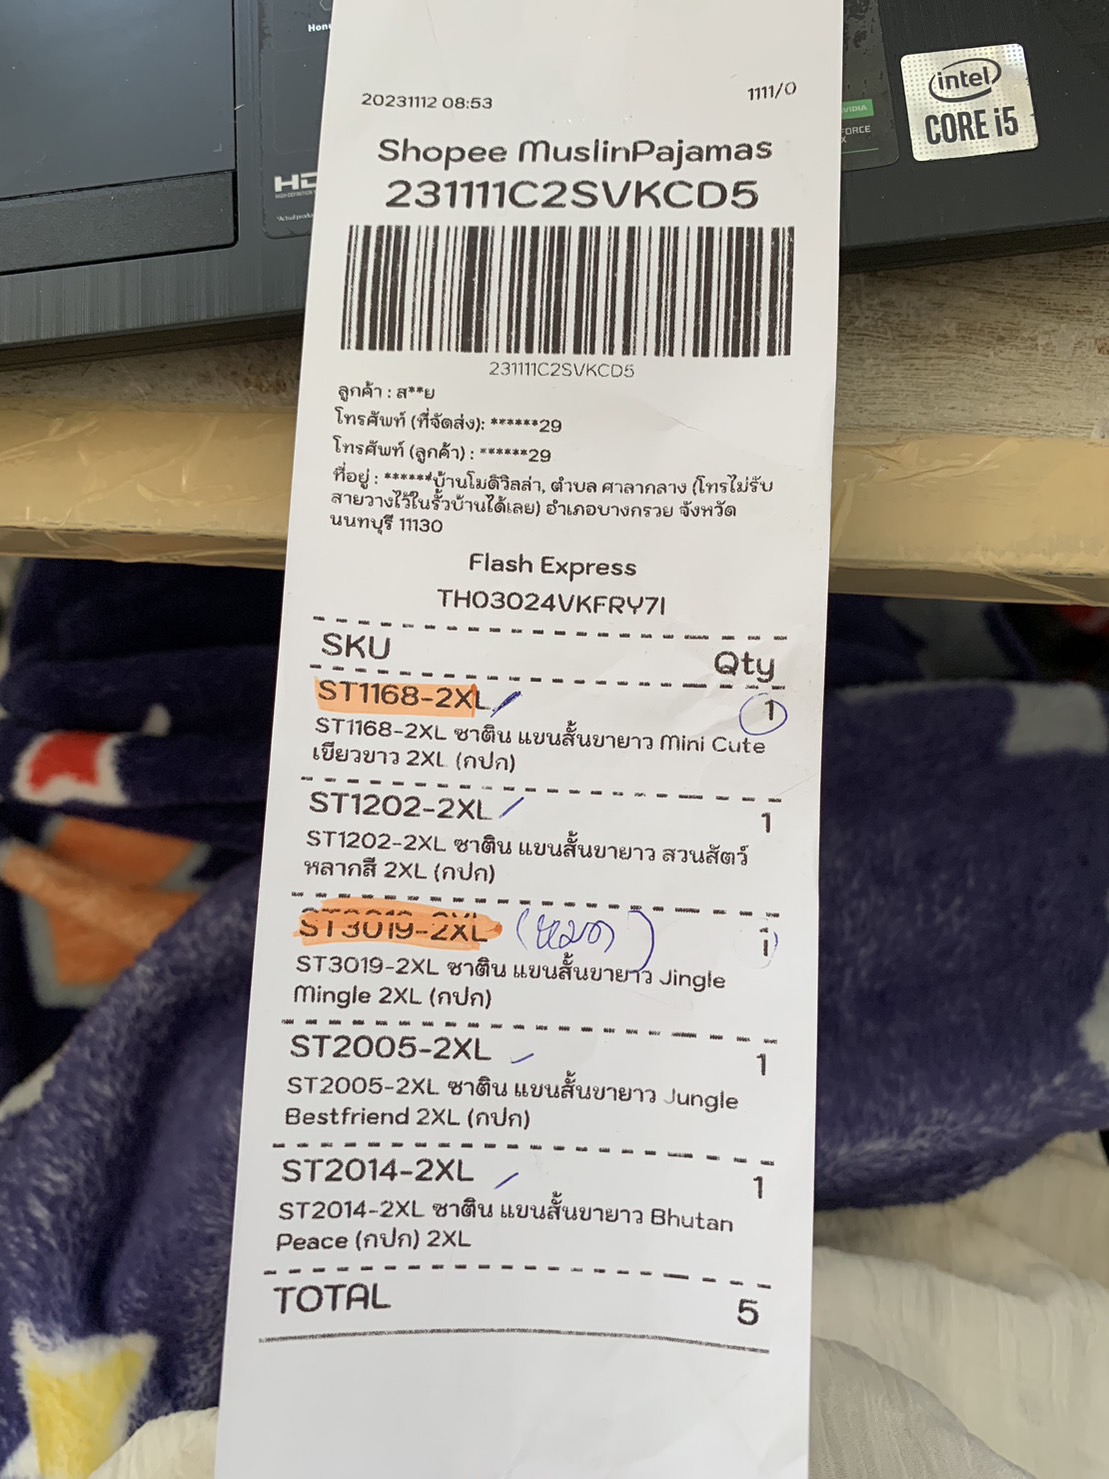 Hono
HD
intel
CORE i5
20231112 08:53
1111/0
Shopee MuslinPajamas
231111C2SVKCD5
231111C2SVKCD5
ลูกค้า : ส**ย
โทรศัพท์ (ที่จัดส่ง): ******29
โทรศัพท์ (ลูกค้า) : ******29
ที่อยู่ : ******บ้านโมดิวิลล่า, ตำบล ศาลากลาง (โทรไม่รับ
สายวางไว้ในรั้วบ้านได้เลย) อำเภอบางกรวย จังหวัด
นนทบุรี 11130
Flash Express
TH03024VKFRY7I
SKU Qty
ST1168-2XL 1
ST1168-2XL ซาติน แขนสั้นขายาว Mini Cute
เขียวขาว 2XL (กปก)
ST1202-2XL 1
ST1202-2XL ซาติน แขนสั้นขายาว สวนสัตว์
หลากสี 2XL (กปก)
ST3019-2XL (หมด) 1
ST3019-2XL ซาติน แขนสั้นขายาว Jingle
Mingle 2XL (กปก)
ST2005-2XL 1
ST2005-2XL ซาติน แขนสั้นขายาว Jungle
Bestfriend 2XL (กปก)
ST2014-2XL 1
ST2014-2XL ซาติน แขนสั้นขายาว Bhutan
Peace (กปก) 2XL
TOTAL 5